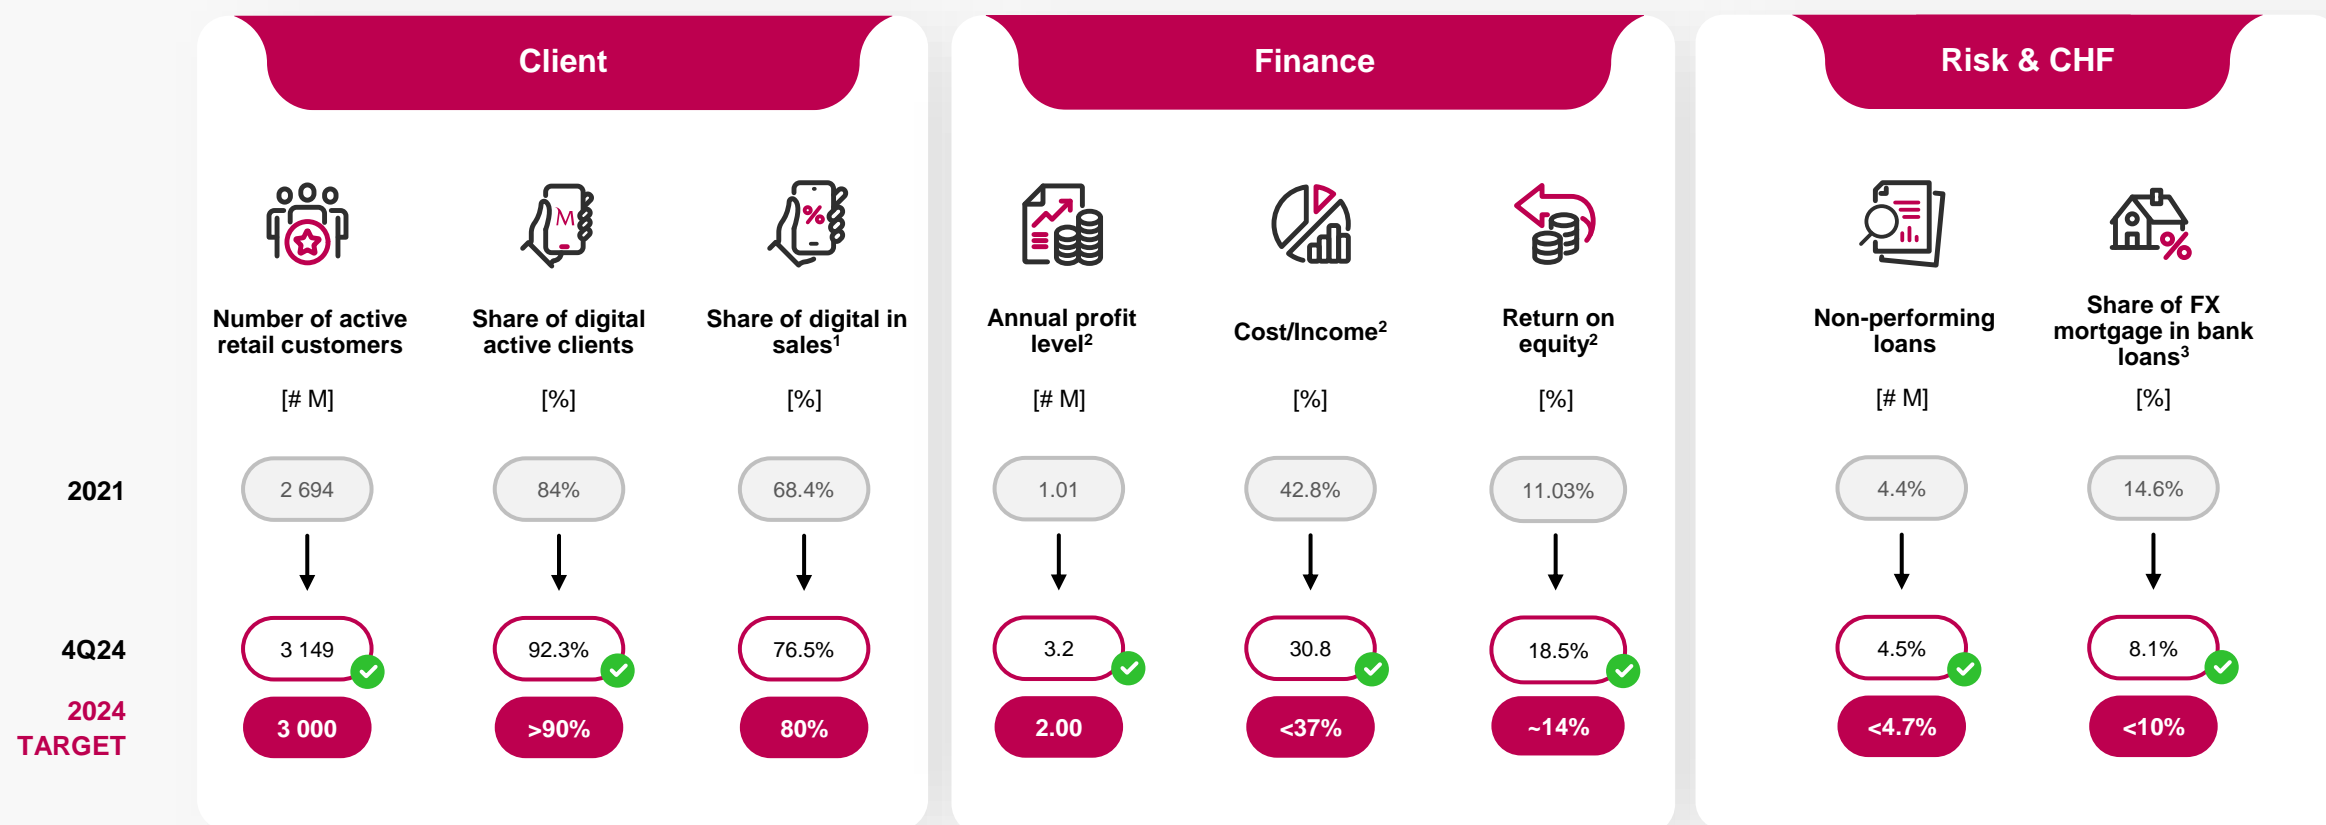 Client
Finance
Risk & CHF
M
%
%
Number of active
retail customers
[# M]
Share of digital
active clients
[%]
Share of digital in
sales1
[%]
Annual profit
level2
[# M]
Cost/Income2
[%]
Return on
equity2
[%]
Non-performing
loans
[# M]
Share of FX
mortgage in bank
loans3
[%]
2021
2 694
84%
68.4%
1.01
42.8%
11.03%
4.4%
14.6%
4Q24
3 149
92.3%
76.5%
3.2
30.8
18.5%
4.5%
8.1%
2024
TARGET
3 000
>90%
80%
2.00
<37%
~14%
<4.7%
<10%